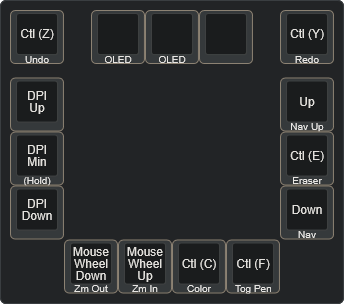 Ctl (Z)
Undo
OLED
OLED
Ctl (Y)
Redo
DPI
Up
Up
Nav Up
DPI
Min
(Hold)
Ctl (E)
Eraser
DPI
Down
Down
Nav
Mouse
Wheel
Down
Zm Out
Mouse
Wheel
Up
Zm In
Ctl (C)
Color
Ctl (F)
Tog Pen